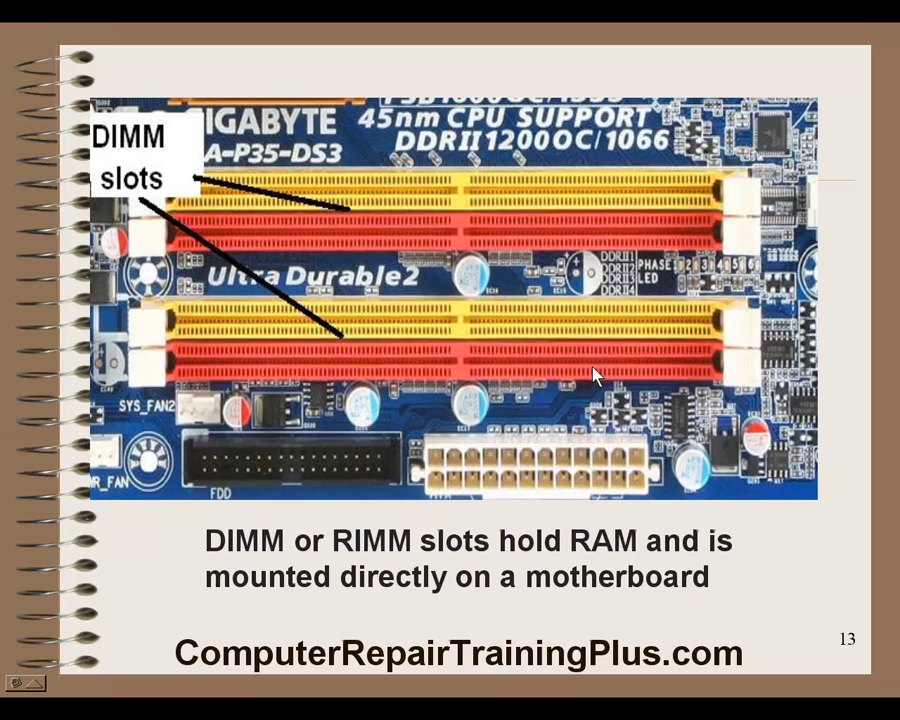 45nm CPU SUPPORT
GIGABYTE
DDRII1200OC/1066
A-P35-DS3
DIMM
slots
Ultra Durable2
DDRII1
DDRII2
DDRII3
DDRII4
PHASE 1 2 3 4 5 6
LED
SYS_FAN2
R_FAN
FDD
DIMM or RIMM slots hold RAM and is
mounted directly on a motherboard
13
ComputerRepairTrainingPlus.com